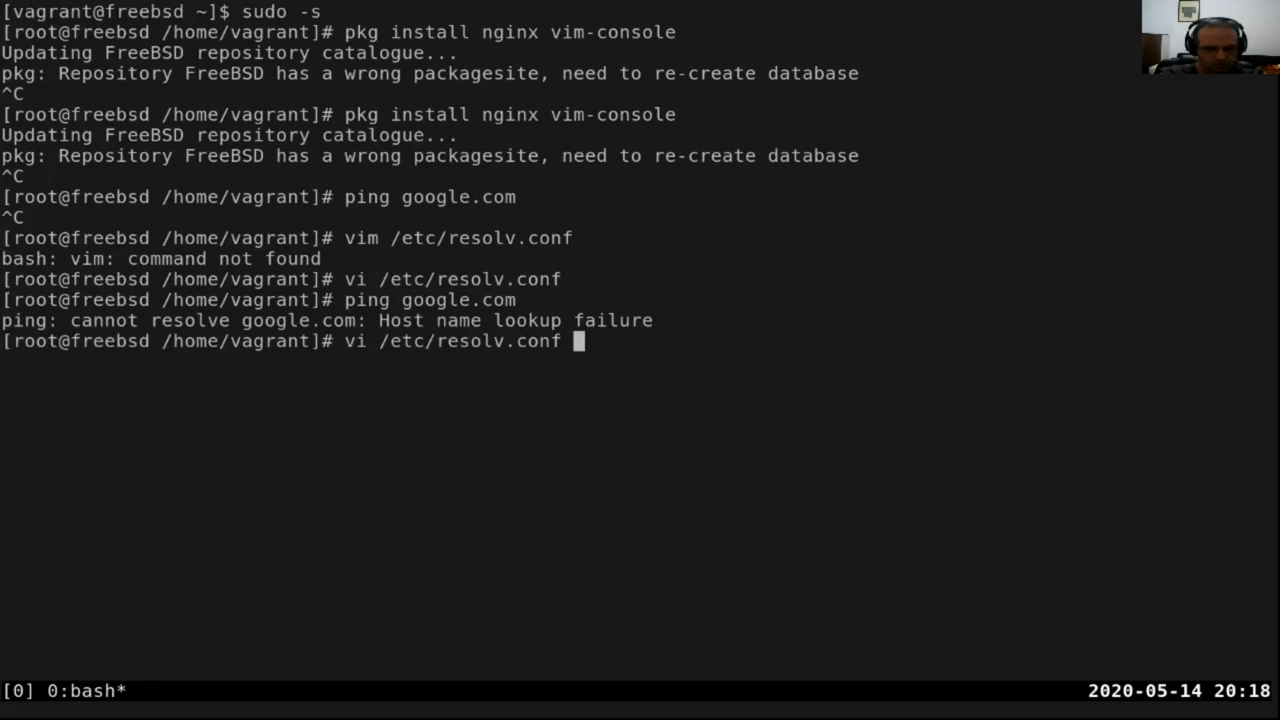 [vagrant@freebsd ~]$ sudo -s
[root@freebsd /home/vagrant]# pkg install nginx vim-console
Updating FreeBSD repository catalogue...
pkg: Repository FreeBSD has a wrong packagesite, need to re-create database
^C
[root@freebsd /home/vagrant]# pkg install nginx vim-console
Updating FreeBSD repository catalogue...
pkg: Repository FreeBSD has a wrong packagesite, need to re-create database
^C
[root@freebsd /home/vagrant]# ping google.com
^C
[root@freebsd /home/vagrant]# vim /etc/resolv.conf
bash: vim: command not found
[root@freebsd /home/vagrant]# vi /etc/resolv.conf
[root@freebsd /home/vagrant]# ping google.com
ping: cannot resolve google.com: Host name lookup failure
[root@freebsd /home/vagrant]# vi /etc/resolv.conf
[0] 0:bash* 2020-05-14 20:18